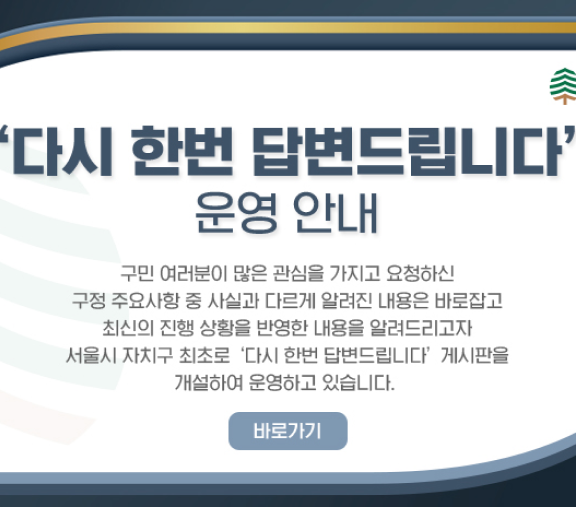 ‘다시 한번 답변드립니다’
운영 안내
구민 여러분이 많은 관심을 가지고 요청하신
구정 주요사항 중 사실과 다르게 알려진 내용은 바로잡고
최신의 진행 상황을 반영한 내용을 알려드리고자
서울시 자치구 최초로 ‘다시 한번 답변드립니다’ 게시판을
개설하여 운영하고 있습니다.
바로가기